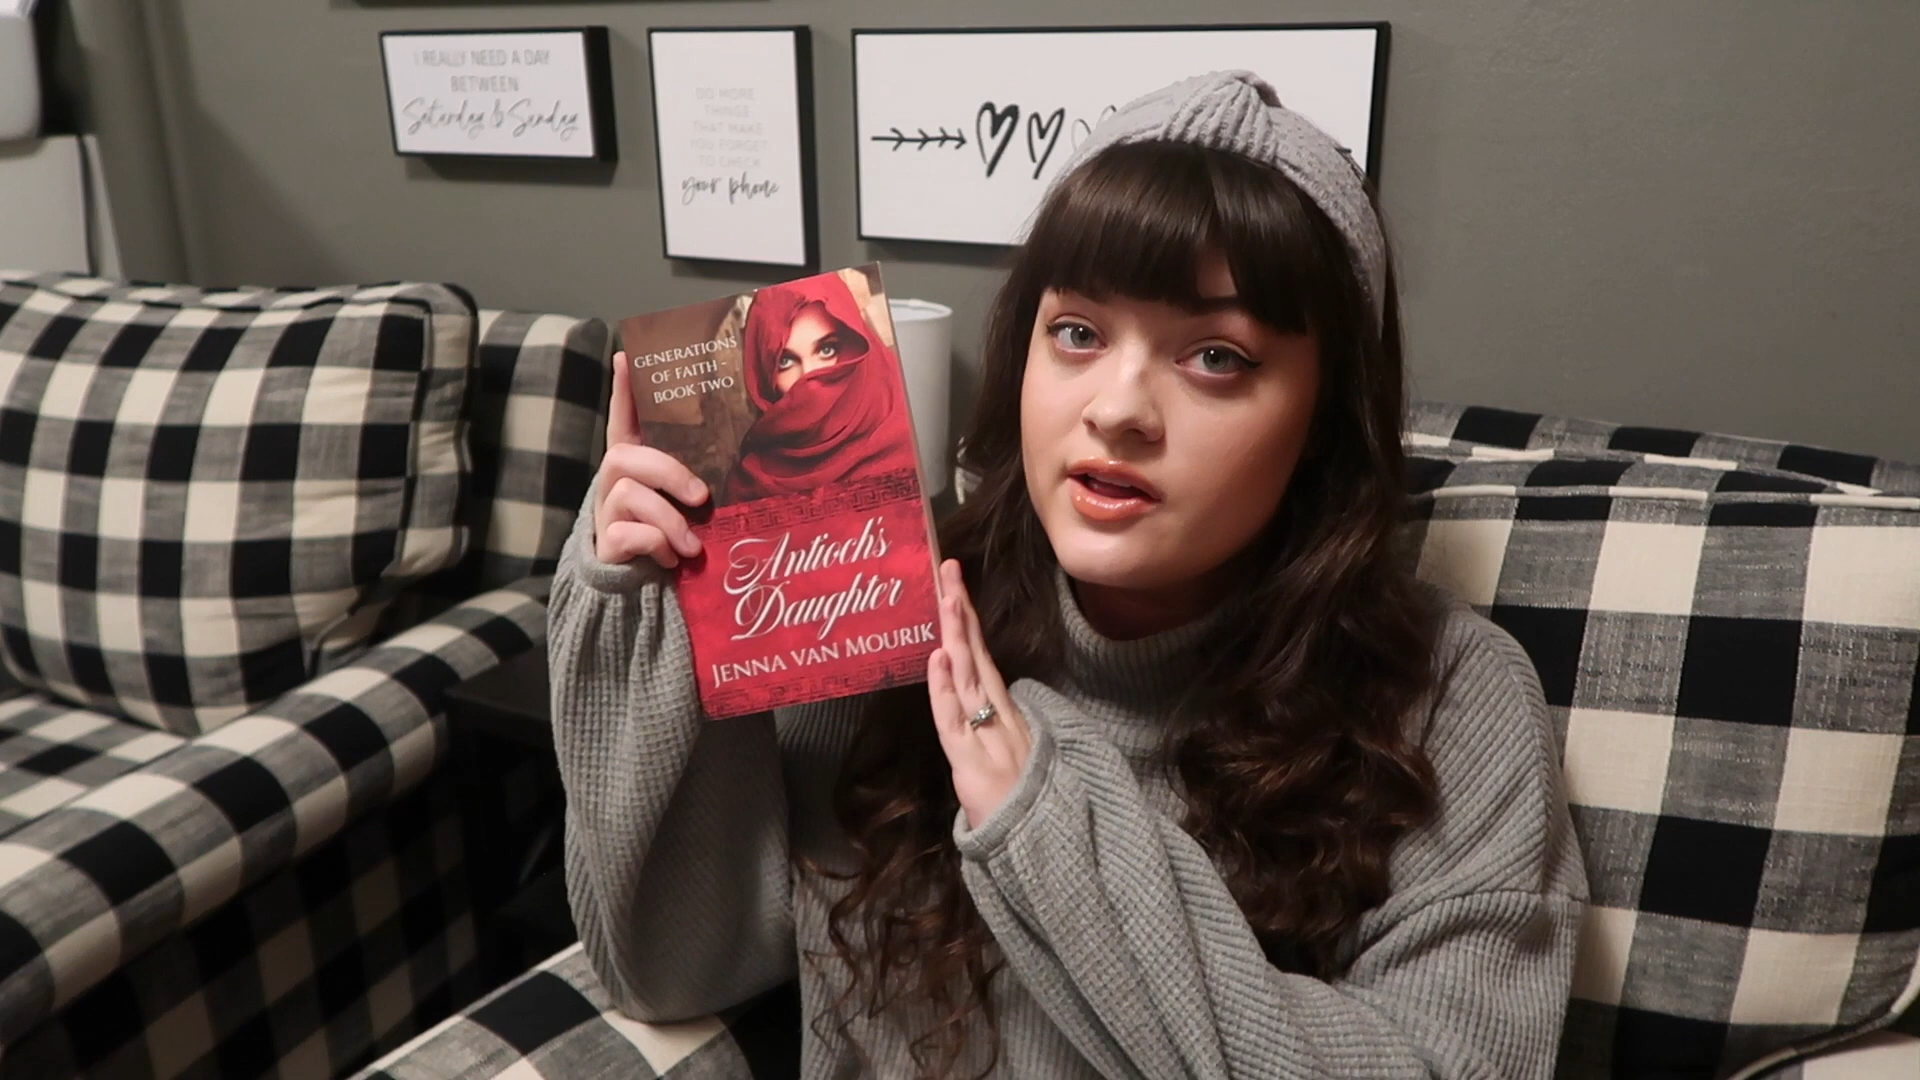 I REALLY NEED A DAY
BETWEEN
Saturday & Sunday
DO MORE
THINGS
THAT MAKE
YOU FORGET
TO CHECK
your phone
GENERATIONS
OF FAITH -
BOOK TWO
Antioch's
Daughter
JENNA VAN MOURIK